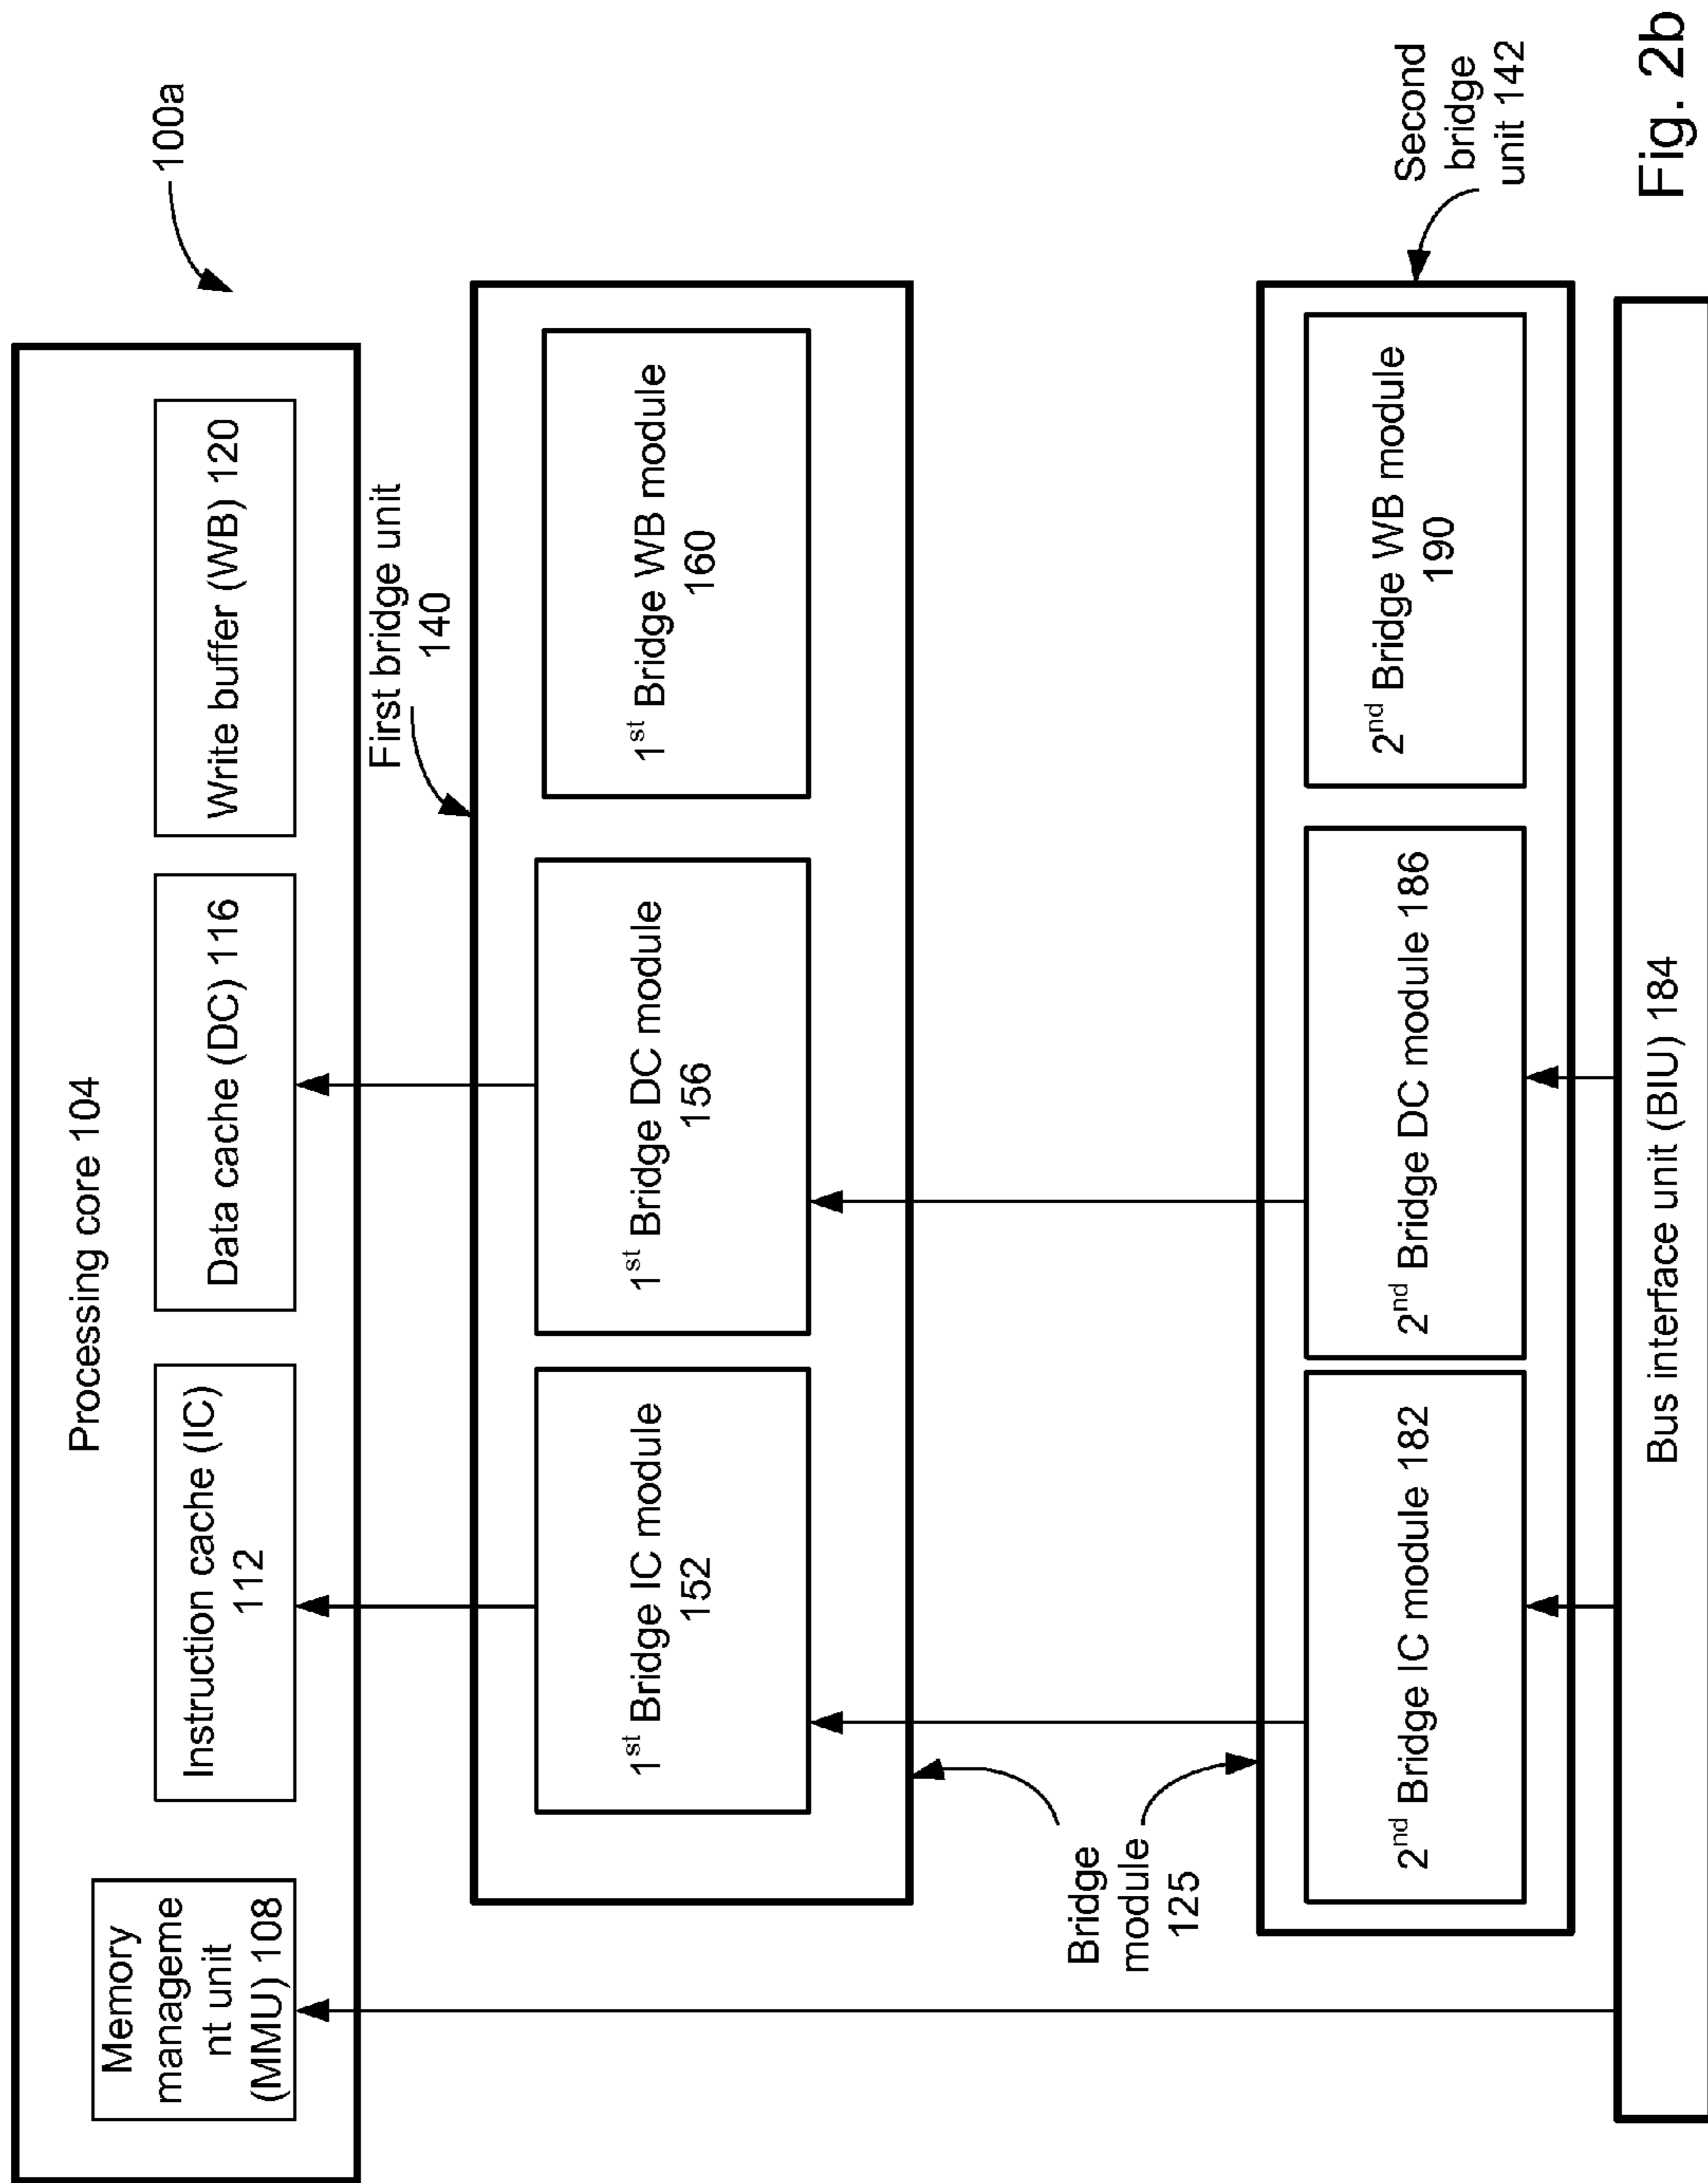 100a
Processing core 104
Memory
manageme
nt unit
(MMU) 108
Instruction cache (IC)
112
Data cache (DC) 116
Write buffer (WB) 120
First bridge unit
140
1st Bridge IC module
152
1st Bridge DC module
156
1st Bridge WB module
160
Bridge
module
125
2nd Bridge IC module 182
2nd Bridge DC module 186
2nd Bridge WB module
190
Second
bridge
unit 142
Bus interface unit (BIU) 184
Fig. 2b